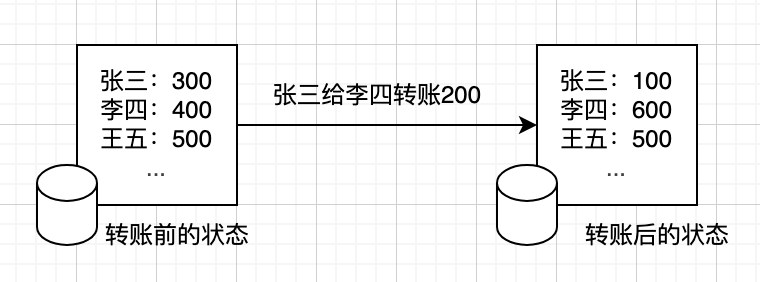 张三：300
李四：400
王五：500
...
转账前的状态
张三给李四转账200
张三：100
李四：600
王五：500
...
转账后的状态